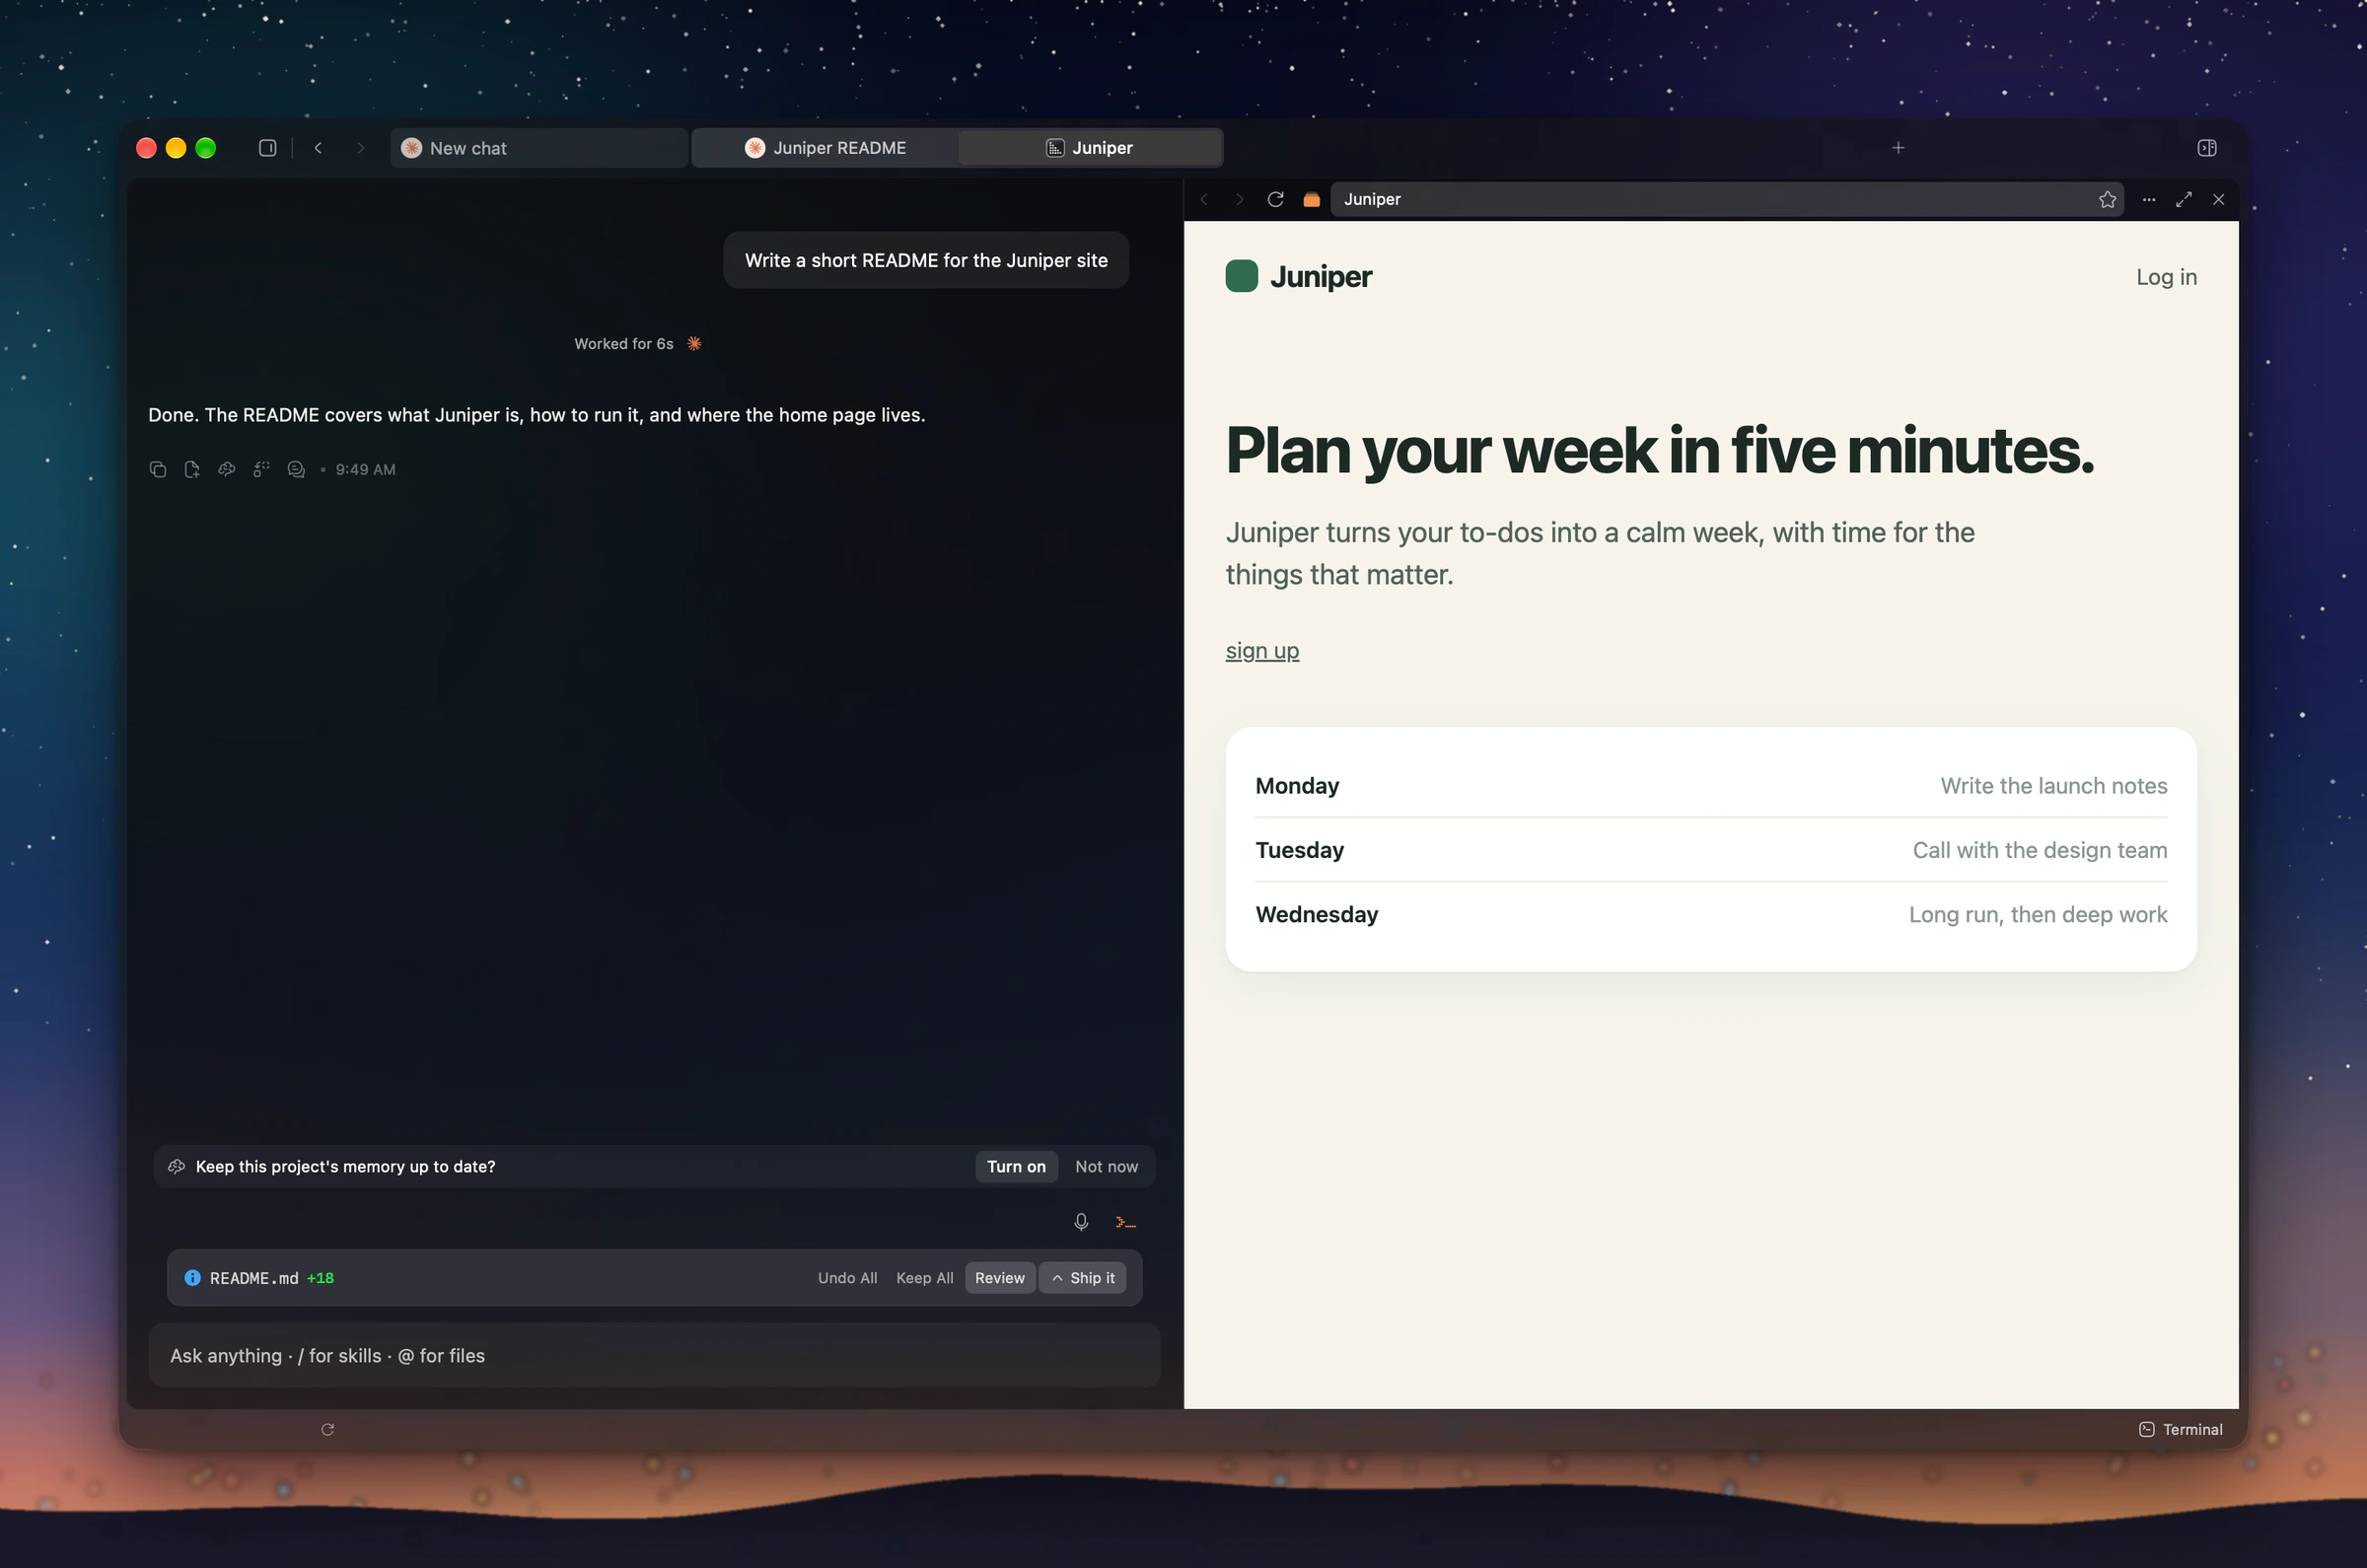 New chat
Juniper README
Juniper
Write a short README for the Juniper site
Worked for 6s
Done. The README covers what Juniper is, how to run it, and where the home page lives.
9:49 AM
Keep this project's memory up to date?
Turn on
Not now
README.md +18
Undo All
Keep All
Review
Ship it
Ask anything · / for skills · @ for files
Juniper
Juniper
Log in
Plan your week in five minutes.
Juniper turns your to-dos into a calm week, with time for the
things that matter.
sign up
Monday
Write the launch notes
Tuesday
Call with the design team
Wednesday
Long run, then deep work
Terminal